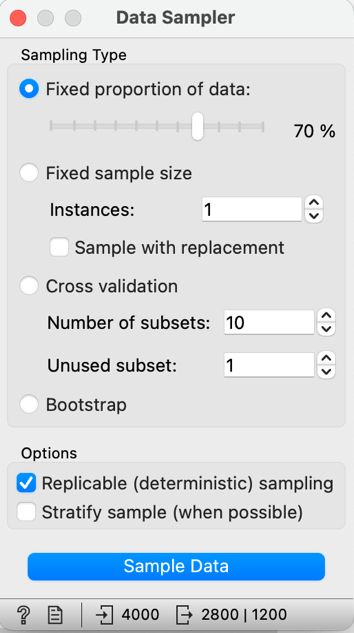 Data Sampler
Sampling Type
Fixed proportion of data:
70 %
Fixed sample size
Instances: 1
Sample with replacement
Cross validation
Number of subsets: 10
Unused subset: 1
Bootstrap
Options
Replicable (deterministic) sampling
Stratify sample (when possible)
Sample Data
? 4000 2800 | 1200